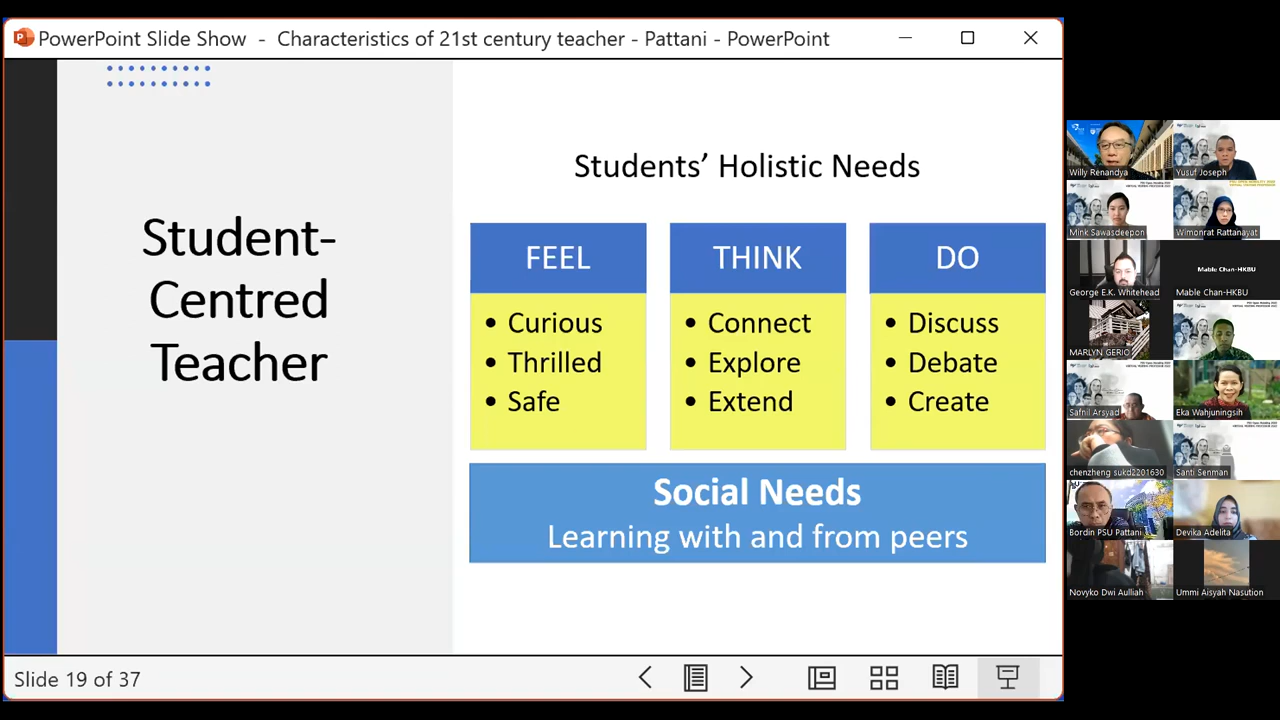 PowerPoint Slide Show - Characteristics of 21st century teacher - Pattani - PowerPoint
Student-
Centred
Teacher
Students’ Holistic Needs
FEEL
• Curious
• Thrilled
• Safe
THINK
• Connect
• Explore
• Extend
DO
• Discuss
• Debate
• Create
Social Needs
Learning with and from peers
Slide 19 of 37
Willy Renandya
Yusuf Joseph
Mink Sawasdeepon
Wimonrat Rattanayat
George E.K. Whitehead
Mable Chan-HKBU
Mable Chan-HKBU
MARLYN GERIO
Safnil Arsyad
Eka Wahjuningsih
chenzheng sukd2201630
Santi Senman
Bordin PSU Pattani
Devika Adelita
Novyko Dwi Aulliah
Ummi Aisyah Nasution